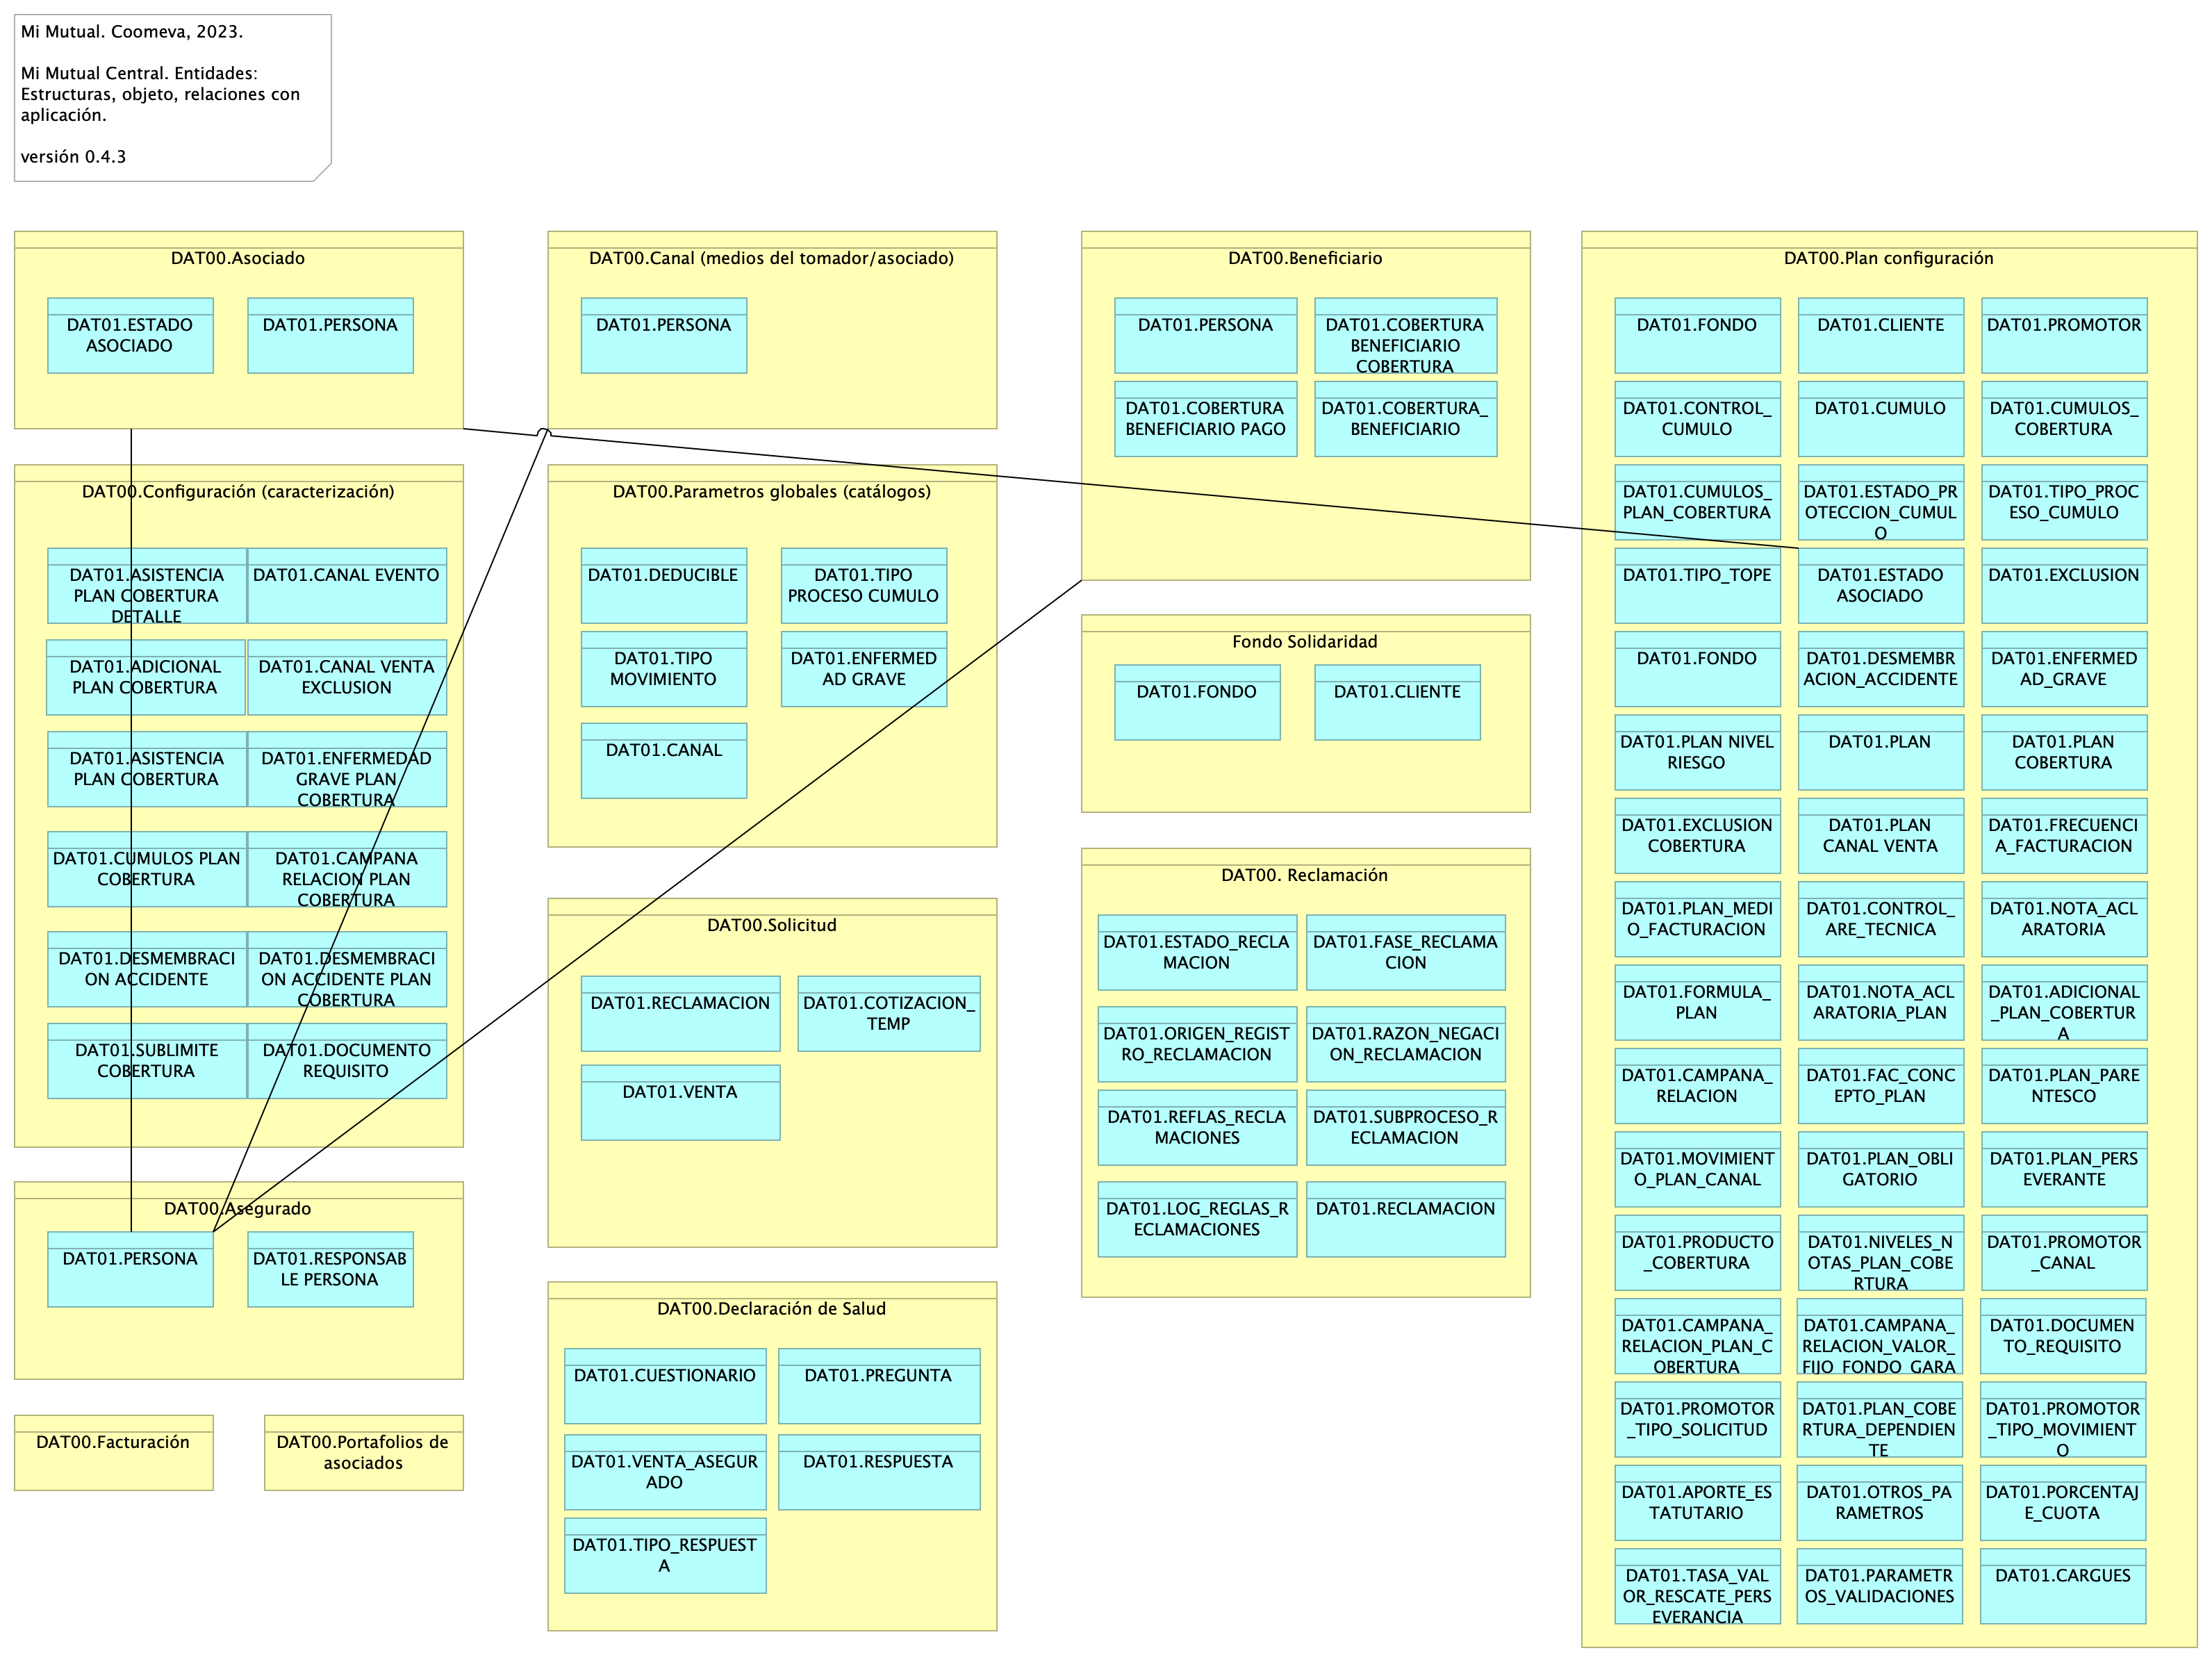 Mi Mutual. Coomeva, 2023.
Mi Mutual Central. Entidades:
Estructuras, objeto, relaciones con
aplicación.
versión 0.4.3
DAT00.Asociado
DAT01.ESTADO
ASOCIADO
DAT01.PERSONA
DAT00.Configuración (caracterización)
DAT01.ASISTENCIA
PLAN COBERTURA
DETALLE
DAT01.CANAL EVENTO
DAT01.ADICIONAL
PLAN COBERTURA
DAT01.CANAL VENTA
EXCLUSION
DAT01.ASISTENCIA
PLAN COBERTURA
DAT01.ENFERMEDAD
GRAVE PLAN
COBERTURA
DAT01.CUMULOS PLAN
COBERTURA
DAT01.CAMPANA
RELACION PLAN
COBERTURA
DAT01.DESMEMBRACI
ON ACCIDENTE
DAT01.DESMEMBRACI
ON ACCIDENTE PLAN
COBERTURA
DAT01.SUBLIMITE
COBERTURA
DAT01.DOCUMENTO
REQUISITO
DAT00.Asegurado
DAT01.PERSONA
DAT01.RESPONSAB
LE PERSONA
DAT00.Facturación
DAT00.Portafolios de
asociados
DAT00.Canal (medios del tomador/asociado)
DAT01.PERSONA
DAT00.Parametros globales (catálogos)
DAT01.DEDUCIBLE
DAT01.TIPO
PROCESO CUMULO
DAT01.TIPO
MOVIMIENTO
DAT01.ENFERMED
AD GRAVE
DAT01.CANAL
DAT00.Solicitud
DAT01.RECLAMACION
DAT01.COTIZACION_
TEMP
DAT01.VENTA
DAT00.Declaración de Salud
DAT01.CUESTIONARIO
DAT01.PREGUNTA
DAT01.VENTA_ASEGUR
ADO
DAT01.RESPUESTA
DAT01.TIPO_RESPUEST
A
DAT00.Beneficiario
DAT01.PERSONA
DAT01.COBERTURA
BENEFICIARIO
COBERTURA
DAT01.COBERTURA
BENEFICIARIO PAGO
DAT01.COBERTURA_
BENEFICIARIO
Fondo Solidaridad
DAT01.FONDO
DAT01.CLIENTE
DAT00. Reclamación
DAT01.ESTADO_RECLA
MACION
DAT01.FASE_RECLAMA
CION
DAT01.ORIGEN_REGIST
RO_RECLAMACION
DAT01.RAZON_NEGACI
ON_RECLAMACION
DAT01.REFLAS_RECLA
MACIONES
DAT01.SUBPROCESO_R
ECLAMACION
DAT01.LOG_REGLAS_R
ECLAMACIONES
DAT01.RECLAMACION
DAT00.Plan configuración
DAT01.FONDO
DAT01.CLIENTE
DAT01.PROMOTOR
DAT01.CONTROL_
CUMULO
DAT01.CUMULO
DAT01.CUMULOS_
COBERTURA
DAT01.CUMULOS_
PLAN_COBERTURA
DAT01.ESTADO_PR
OTECCION_CUMUL
O
DAT01.TIPO_PROC
ESO_CUMULO
DAT01.TIPO_TOPE
DAT01.ESTADO
ASOCIADO
DAT01.EXCLUSION
DAT01.FONDO
DAT01.DESMEMBR
ACION_ACCIDENTE
DAT01.ENFERMED
AD_GRAVE
DAT01.PLAN NIVEL
RIESGO
DAT01.PLAN
DAT01.PLAN
COBERTURA
DAT01.EXCLUSION
COBERTURA
DAT01.PLAN
CANAL VENTA
DAT01.FRECUENCI
A_FACTURACION
DAT01.PLAN_MEDI
O_FACTURACION
DAT01.CONTROL_
ARE_TECNICA
DAT01.NOTA_ACL
ARATORIA
DAT01.FORMULA_
PLAN
DAT01.NOTA_ACL
ARATORIA_PLAN
DAT01.ADICIONAL
_PLAN_COBERTUR
A
DAT01.CAMPANA_
RELACION
DAT01.FAC_CONC
EPTO_PLAN
DAT01.PLAN_PARE
NTESCO
DAT01.MOVIMIENT
O_PLAN_CANAL
DAT01.PLAN_OBLI
GATORIO
DAT01.PLAN_PERS
EVERANTE
DAT01.PRODUCTO
_COBERTURA
DAT01.NIVELES_N
OTAS_PLAN_COBE
RTURA
DAT01.PROMOTOR
_CANAL
DAT01.CAMPANA_
RELACION_PLAN_C
OBERTURA
DAT01.CAMPANA_
RELACION_VALOR_
FIJO_FONDO_GARA
DAT01.DOCUMEN
TO_REQUISITO
DAT01.PROMOTOR
_TIPO_SOLICITUD
DAT01.PLAN_COBE
RTURA_DEPENDIEN
TE
DAT01.PROMOTOR
_TIPO_MOVIMIENT
O
DAT01.APORTE_ES
TATUTARIO
DAT01.OTROS_PA
RAMETROS
DAT01.PORCENTAJ
E_CUOTA
DAT01.TASA_VAL
OR_RESCATE_PERS
EVERANCIA
DAT01.PARAMETR
OS_VALIDACIONES
DAT01.CARGUES